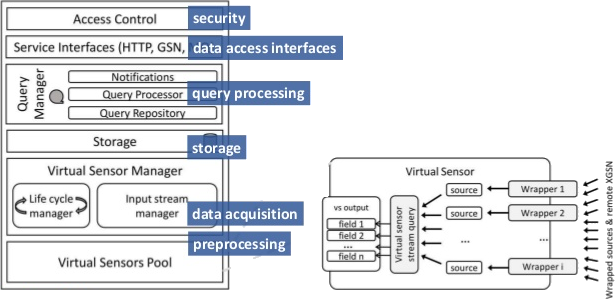 Access Control
security
Service Interfaces (HTTP, GSN,
data access interfaces
Query Manager
Notifications
Query Processor
query processing
Query Repository
Storage
storage
Virtual Sensor Manager
Life cycle
manager
Input stream
manager
data acquisition
preprocessing
Virtual Sensors Pool
Virtual Sensor
vs output
field 1
field 2
...
field n
Virtual sensor
stream query
source
Wrapper 1
source
Wrapper 2
...
...
source
Wrapper i
Wrapped sources & remote XGSN